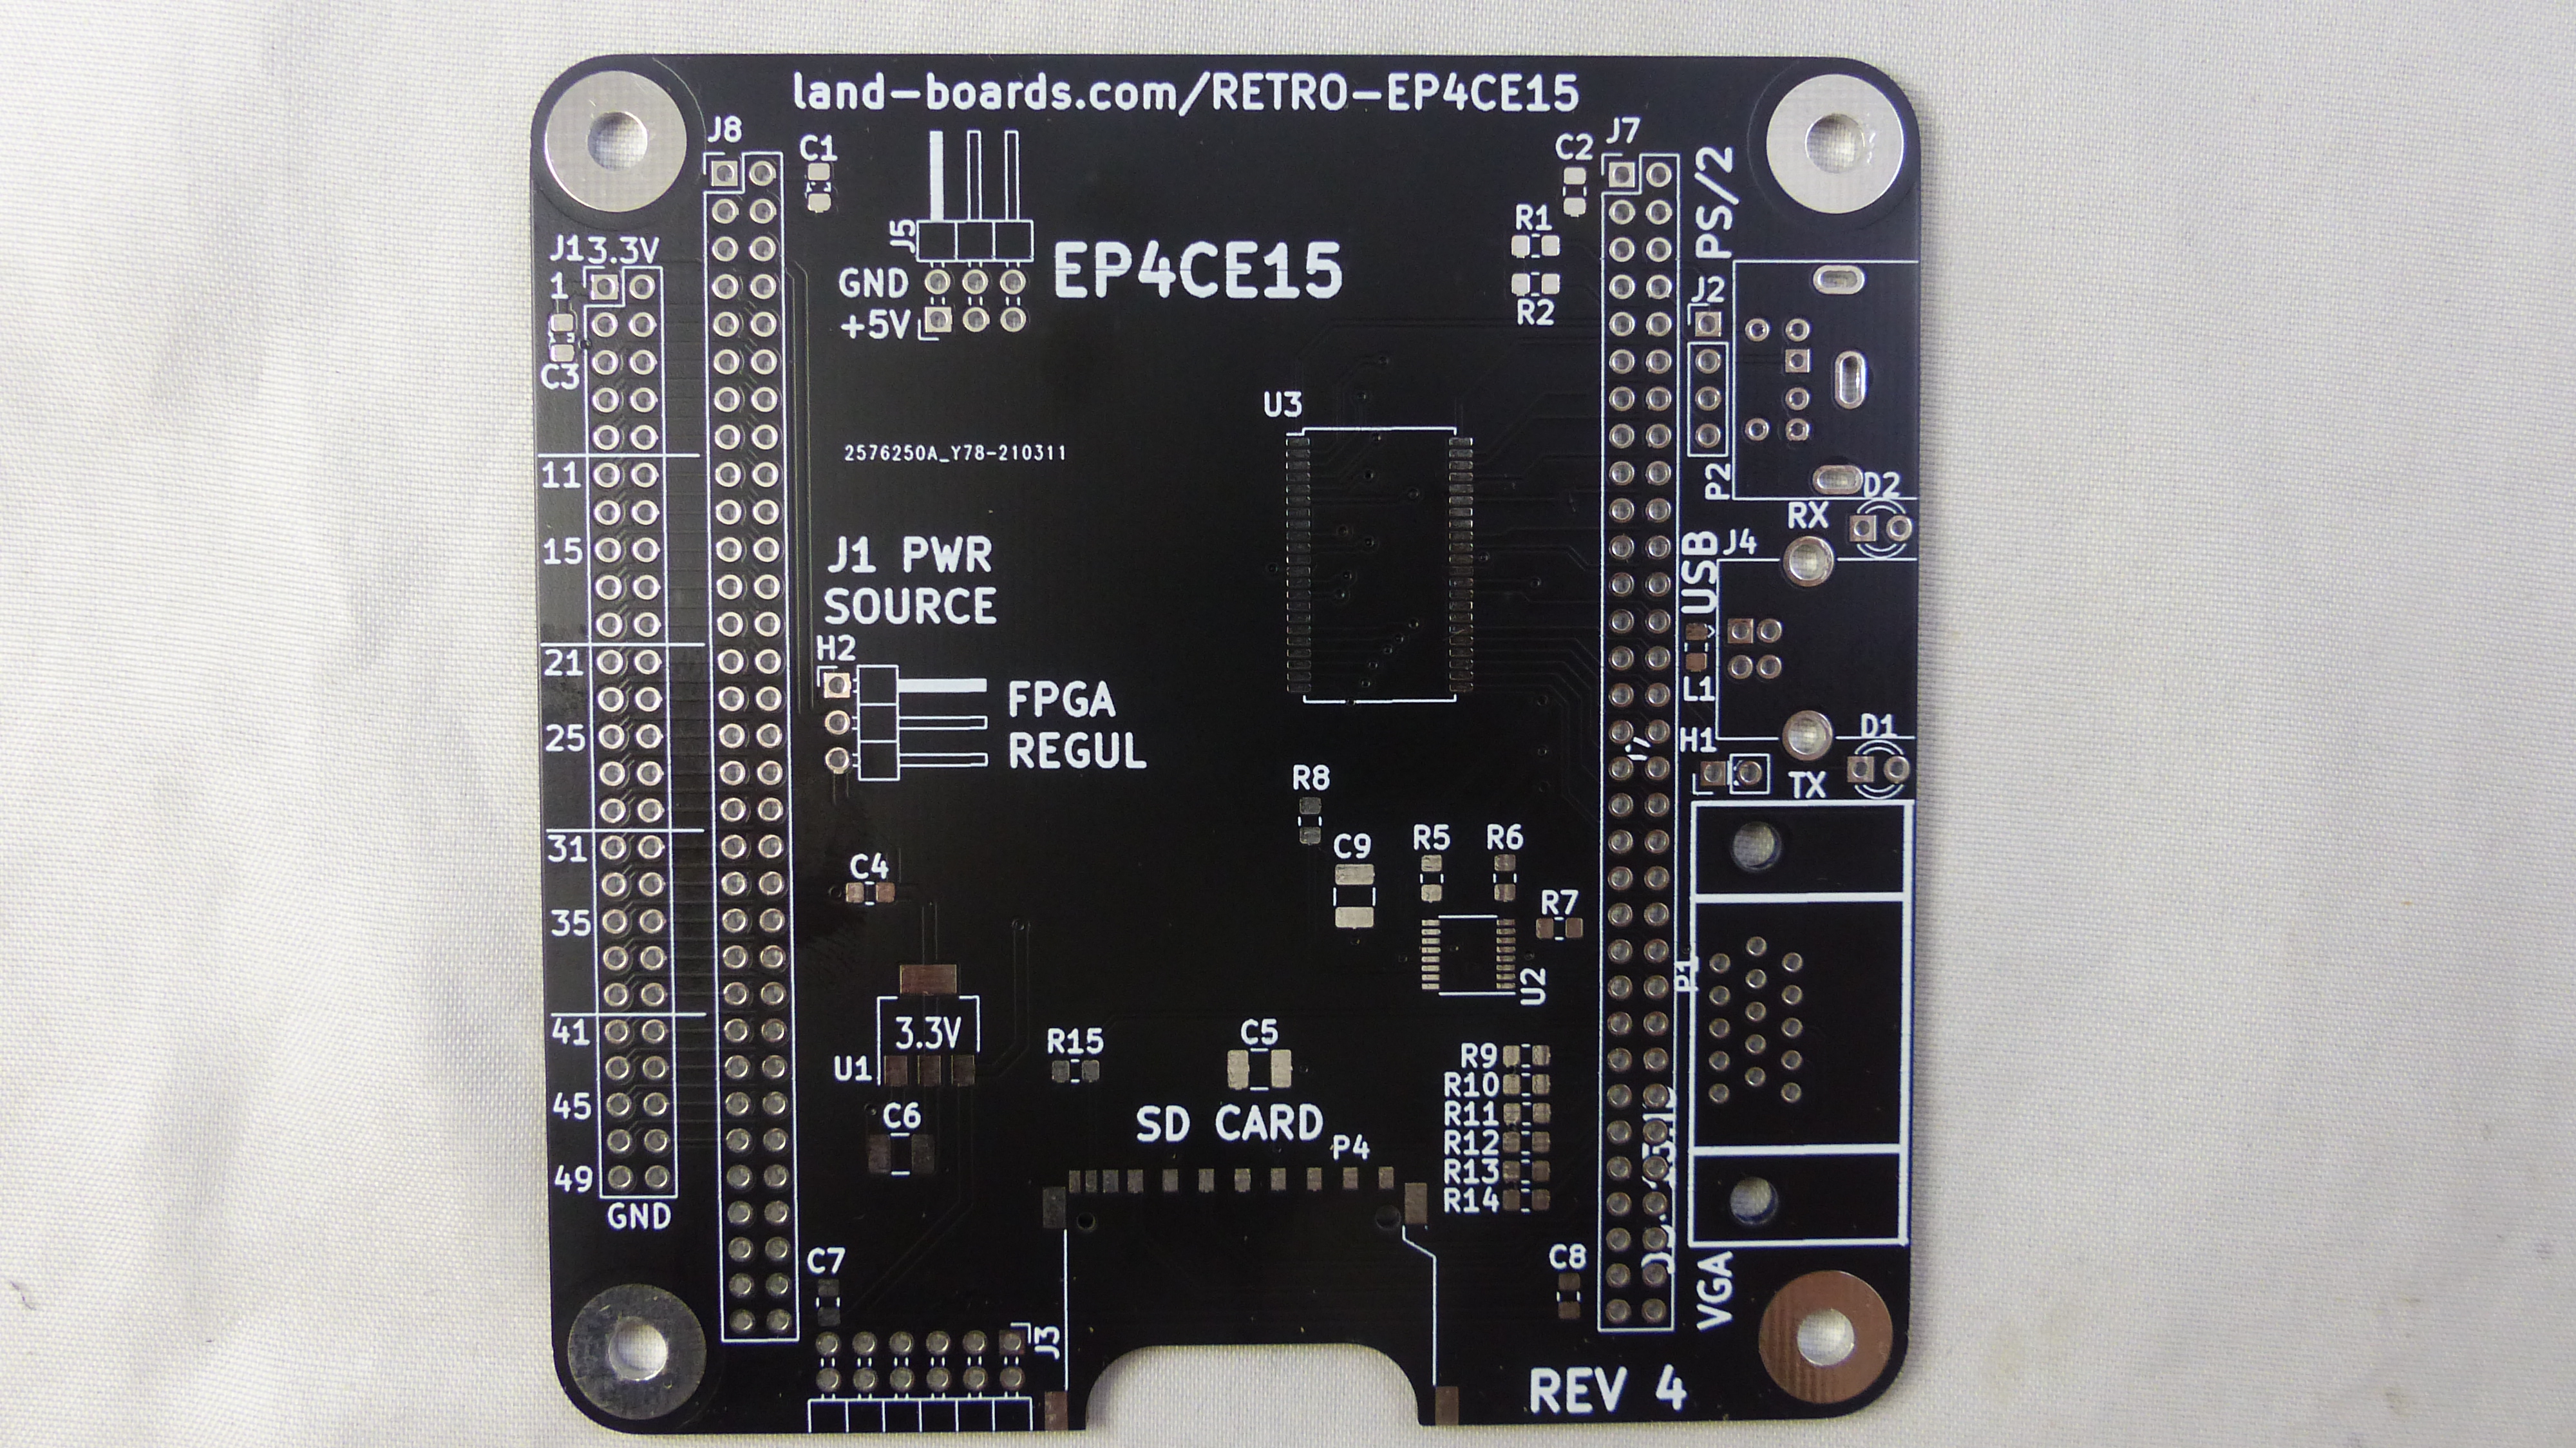 land-boards.com/RETRO-EP4CE15
J8
C1
C2
J7
PS/2
R1
J5
J1 3.3V
EP4CE15
GND
+5V
R2
J2
1
C3
U3
2576250A_Y78-210311
11
P2
D2
RX
15
J1 PWR
SOURCE
USB
J4
H2
21
L1
FPGA
REGUL
25
H1
D1
TX
R8
31
C9
R5
R6
C4
R7
35
P1
U2
3.3V
41
U1
R15
C5
R9
R10
45
C6
SD CARD
P4
R11
R12
R13
R14
49
GND
C7
C8
VGA
J3
REV 4